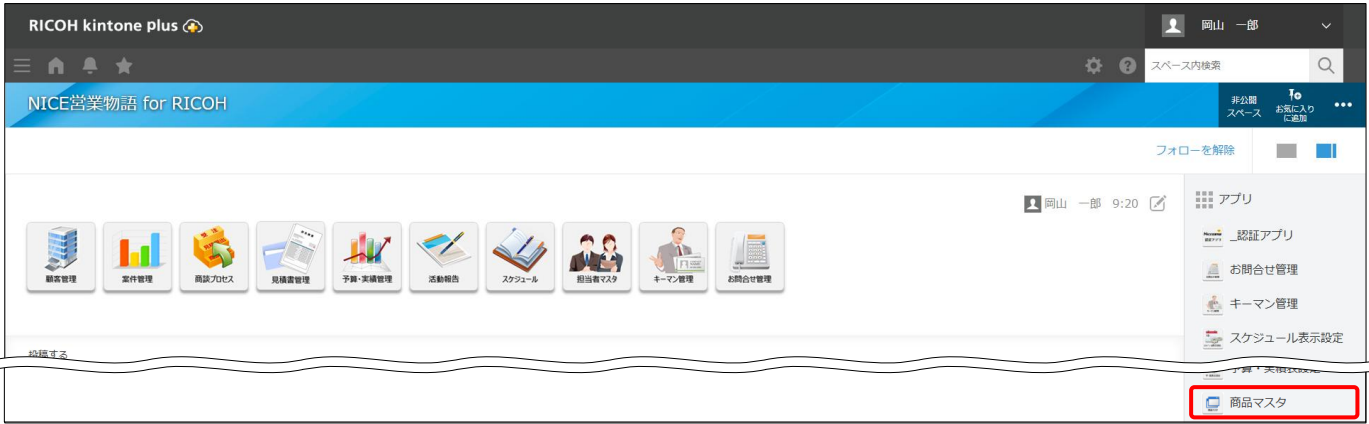 RICOH kintone plus
岡山 一郎
スペース内検索
NICE営業物語 for RICOH
非公開
スペース
お気に入り
に追加
フォローを解除
岡山 一郎 9:20
アプリ
顧客管理
案件管理
商談プロセス
見積書管理
予算・実績管理
活動報告
スケジュール
担当者マスタ
キーマン管理
お問合せ管理
_認証アプリ
お問合せ管理
キーマン管理
スケジュール表示設定
投稿する
予算・実績表設定
商品マスタ